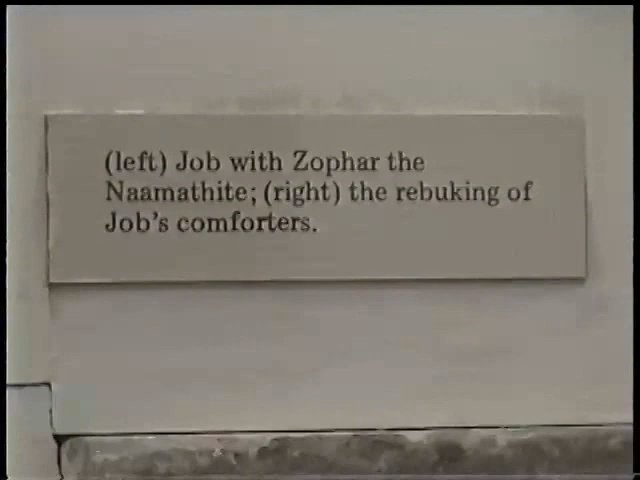 (left) Job with Zophar the
Naamathite; (right) the rebuking of
Job's comforters.